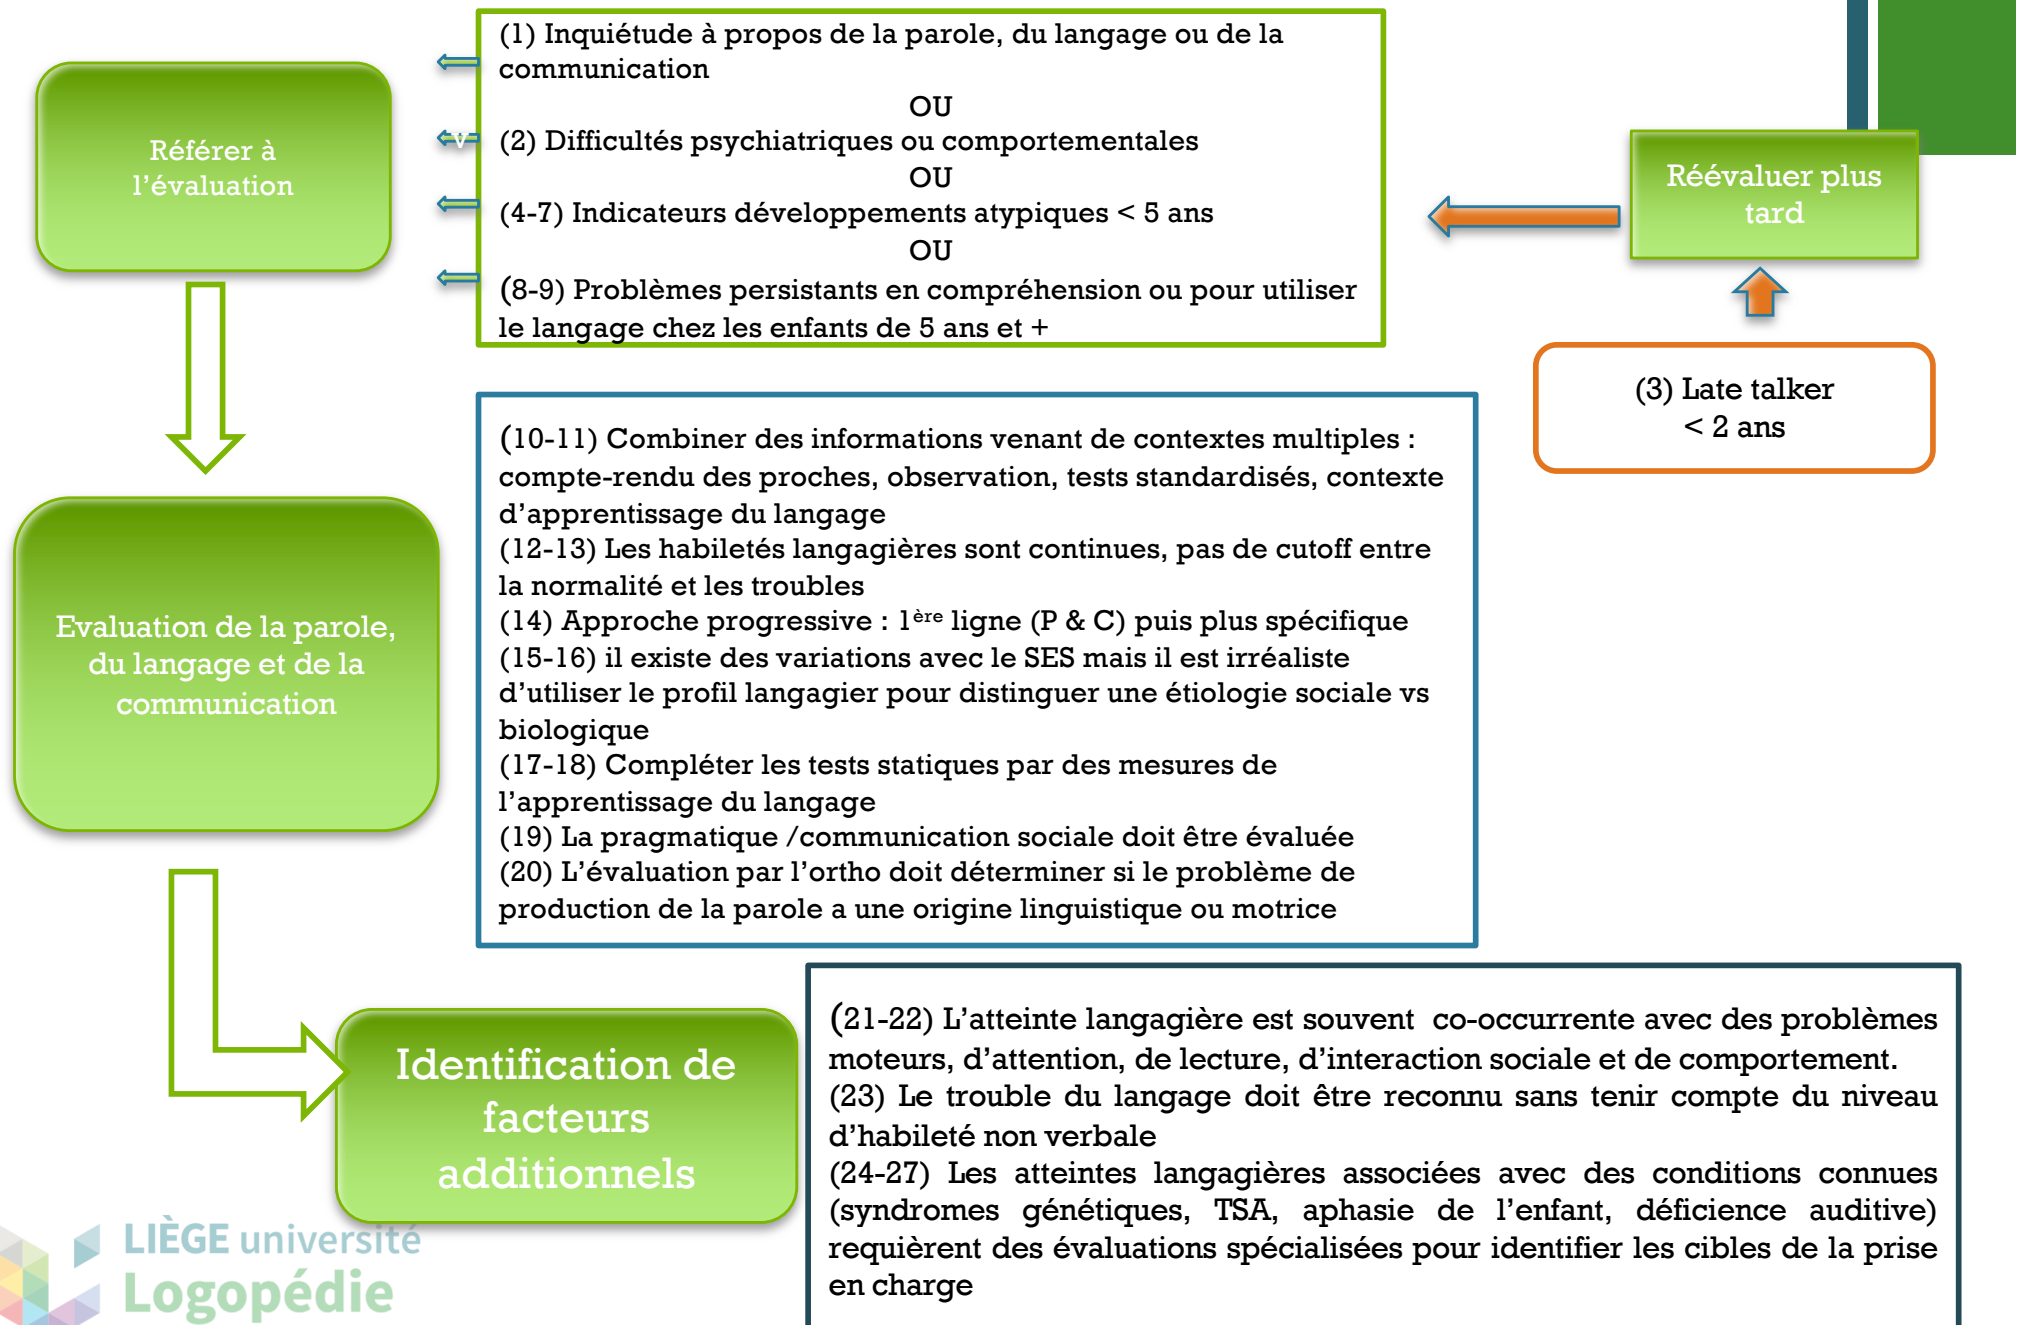 (1) Inquiétude à propos de la parole, du langage ou de la
communication
OU
(2) Difficultés psychiatriques ou comportementales
OU
(4-7) Indicateurs développements atypiques < 5 ans
OU
(8-9) Problèmes persistants en compréhension ou pour utiliser
le langage chez les enfants de 5 ans et +
Référer à
l’évaluation
v
Réévaluer plus
tard
(3) Late talker
< 2 ans
(10-11) Combiner des informations venant de contextes multiples :
compte-rendu des proches, observation, tests standardisés, contexte
d’apprentissage du langage
(12-13) Les habiletés langagières sont continues, pas de cutoff entre
la normalité et les troubles
(14) Approche progressive : 1ère ligne (P & C) puis plus spécifique
(15-16) il existe des variations avec le SES mais il est irréaliste
d’utiliser le profil langagier pour distinguer une étiologie sociale vs
biologique
(17-18) Compléter les tests statiques par des mesures de
l’apprentissage du langage
(19) La pragmatique /communication sociale doit être évaluée
(20) L’évaluation par l’ortho doit déterminer si le problème de
production de la parole a une origine linguistique ou motrice
Evaluation de la parole,
du langage et de la
communication
Identification de
facteurs
additionnels
(21-22) L’atteinte langagière est souvent co-occurrente avec des problèmes
moteurs, d’attention, de lecture, d’interaction sociale et de comportement.
(23) Le trouble du langage doit être reconnu sans tenir compte du niveau
d’habileté non verbale
(24-27) Les atteintes langagières associées avec des conditions connues
(syndromes génétiques, TSA, aphasie de l’enfant, déficience auditive)
requièrent des évaluations spécialisées pour identifier les cibles de la prise
en charge
LIÈGE université
Logopédie